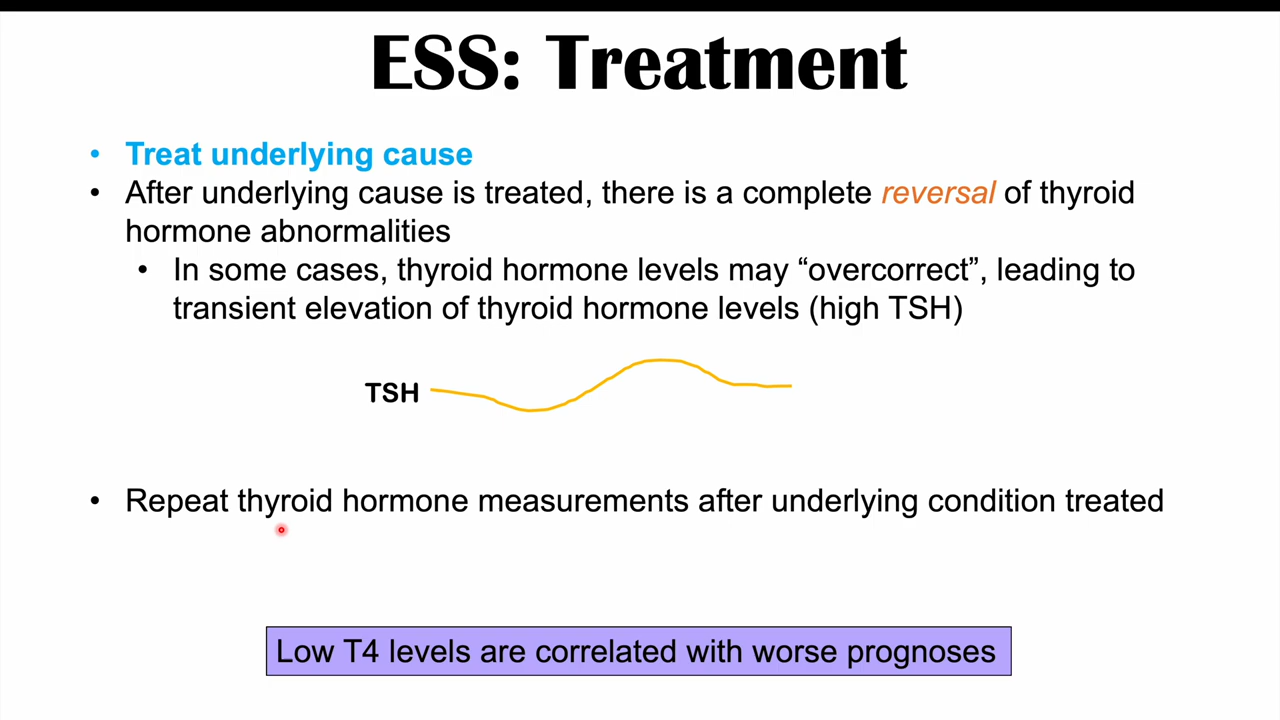 ESS: Treatment
• Treat underlying cause
• After underlying cause is treated, there is a complete reversal of thyroid
hormone abnormalities
• In some cases, thyroid hormone levels may “overcorrect”, leading to
transient elevation of thyroid hormone levels (high TSH)
TSH
• Repeat thyroid hormone measurements after underlying condition treated
Low T4 levels are correlated with worse prognoses